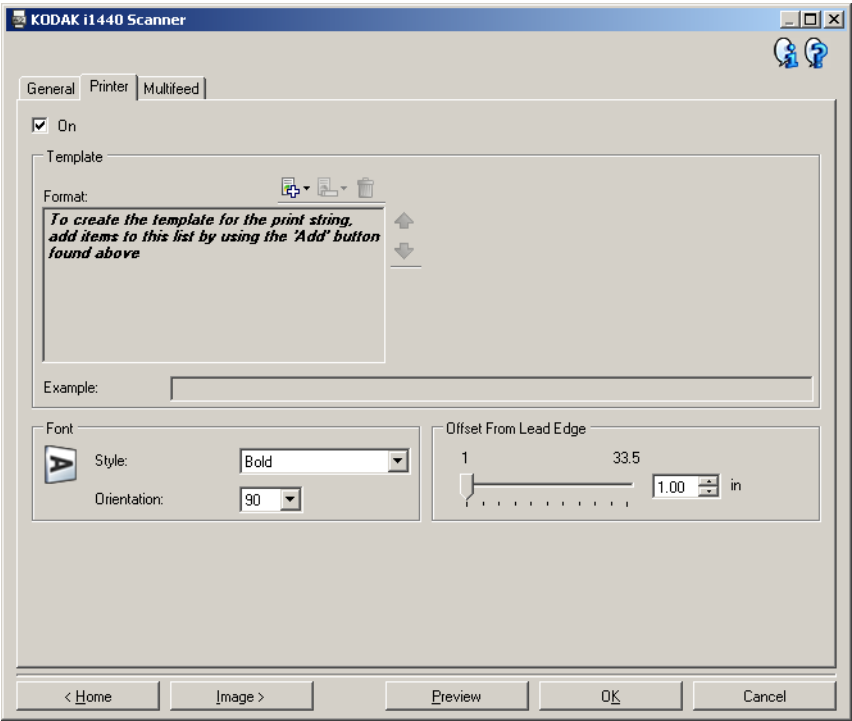 KODAK i1440 Scanner
General Printer Multifeed
On
Template
Format:
To create the template for the print string,
add items to this list by using the 'Add' button
found above
Example:
Font
Style: Bold
Orientation: 90
Offset From Lead Edge
1 33.5
1.00 in
< Home Image > Preview OK Cancel